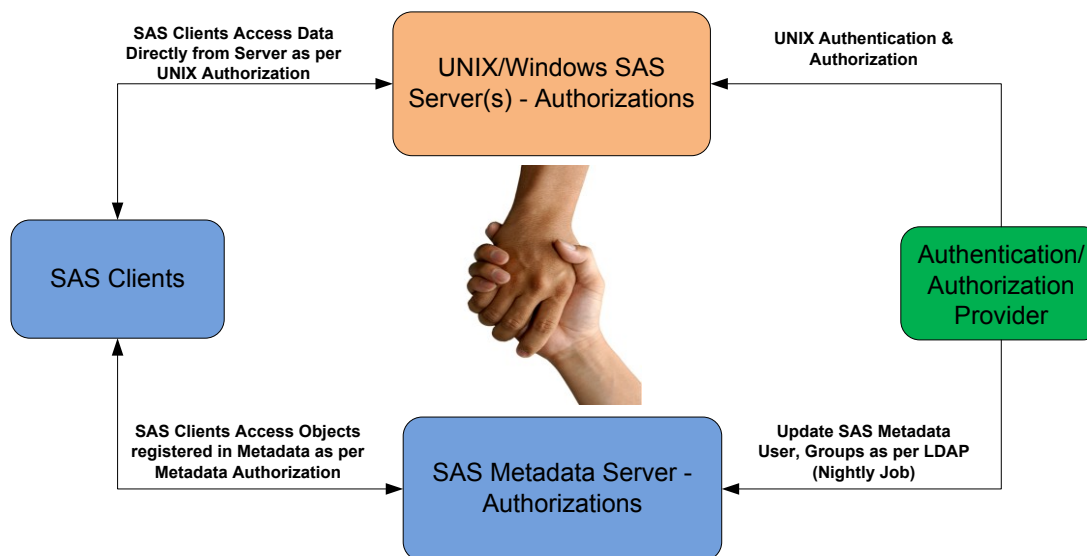 SAS Clients Access Data
Directly from Server as per
UNIX Authorization
UNIX/Windows SAS
Server(s) - Authorizations
UNIX Authentication &
Authorization
SAS Clients
Authentication/
Authorization
Provider
SAS Clients Access Objects
registered in Metadata as per
Metadata Authorization
SAS Metadata Server -
Authorizations
Update SAS Metadata
User, Groups as per LDAP
(Nightly Job)